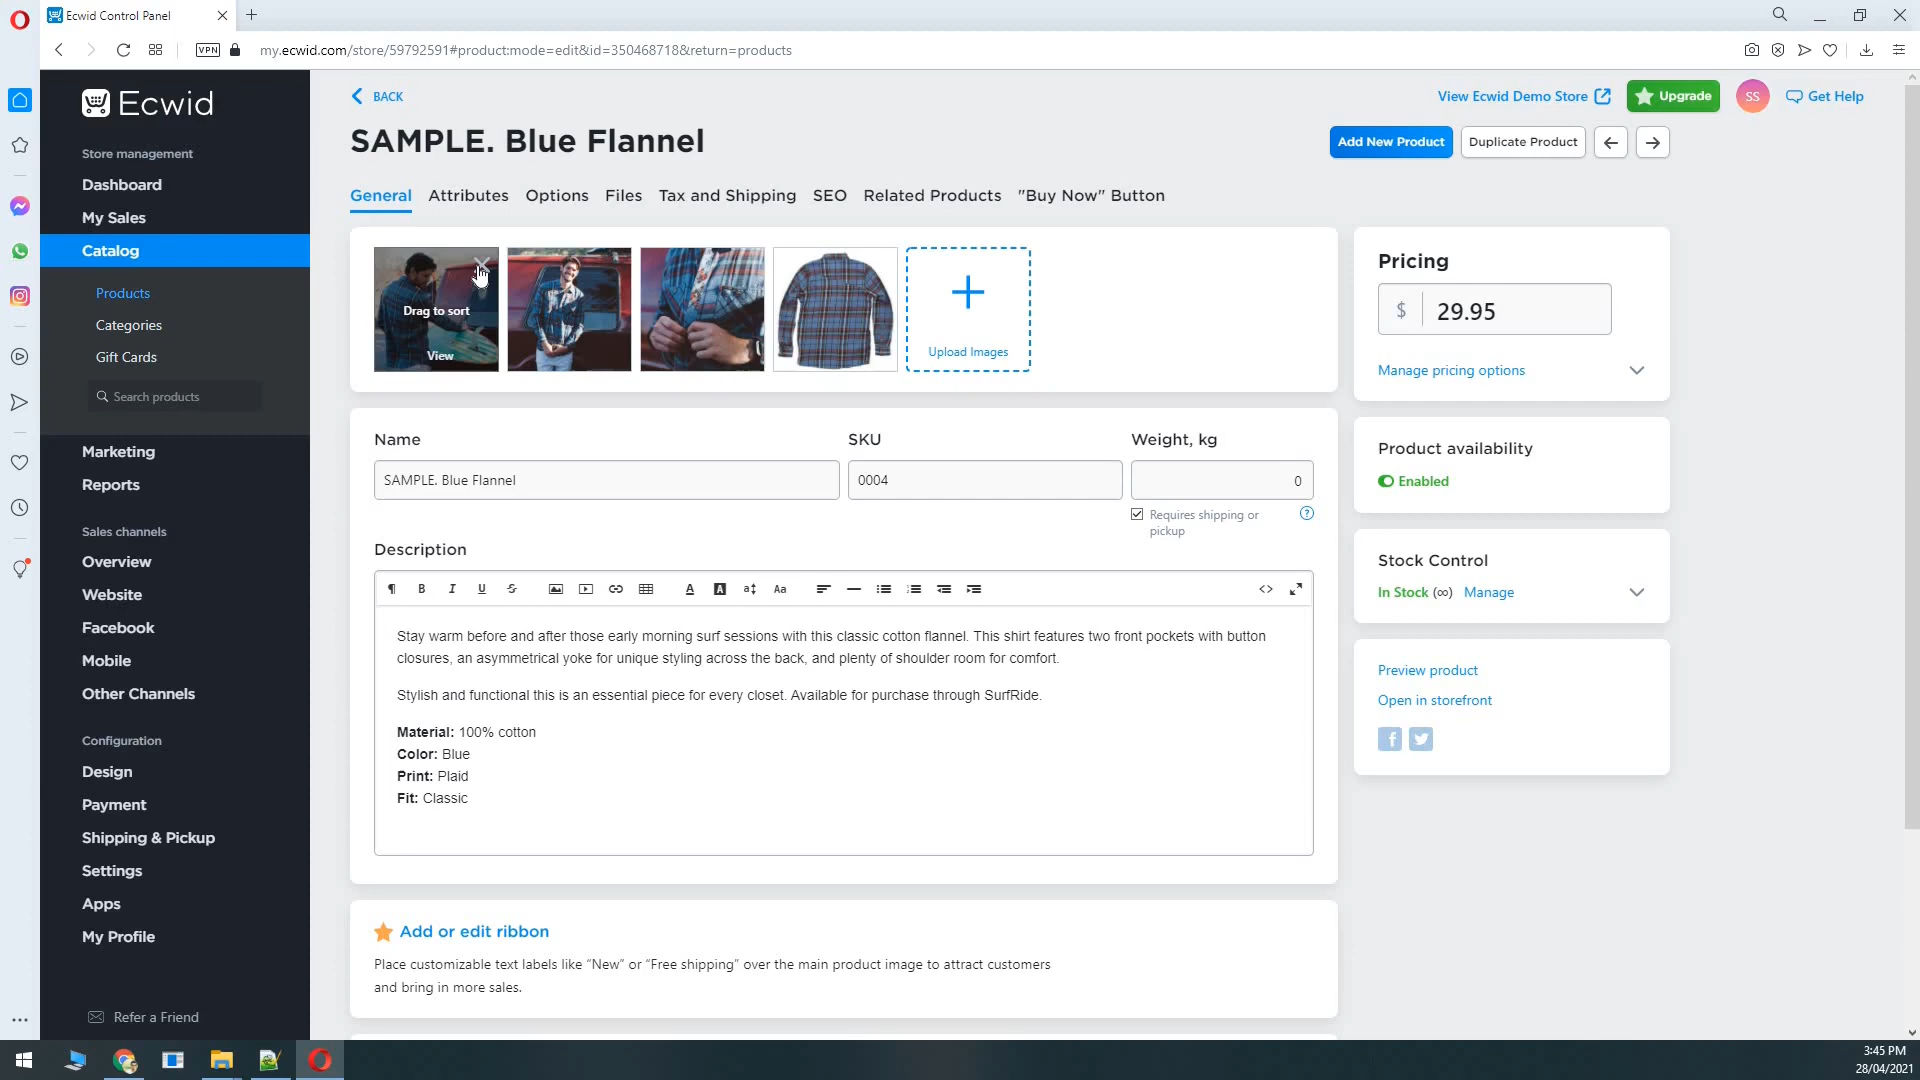 Ecwid Control Panel
VPN
my.ecwid.com/store/59792591#product:mode=edit&id=350468718&return=products
Ecwid
Store management
Dashboard
My Sales
Catalog
Products
Categories
Gift Cards
Search products
Marketing
Reports
Sales channels
Overview
Website
Facebook
Mobile
Other Channels
Configuration
Design
Payment
Shipping & Pickup
Settings
Apps
My Profile
Refer a Friend
BACK
View Ecwid Demo Store
Upgrade
SS
Get Help
SAMPLE. Blue Flannel
Add New Product
Duplicate Product
General Attributes Options Files Tax and Shipping SEO Related Products "Buy Now" Button
Drag to sort
View
Upload Images
Name
SAMPLE. Blue Flannel
SKU
0004
Weight, kg
0
Requires shipping or
pickup
Description
Stay warm before and after those early morning surf sessions with this classic cotton flannel. This shirt features two front pockets with button
closures, an asymmetrical yoke for unique styling across the back, and plenty of shoulder room for comfort.
Stylish and functional this is an essential piece for every closet. Available for purchase through SurfRide.
Material: 100% cotton
Color: Blue
Print: Plaid
Fit: Classic
Add or edit ribbon
Place customizable text labels like “New” or “Free shipping” over the main product image to attract customers
and bring in more sales.
Pricing
$ 29.95
Manage pricing options
Product availability
Enabled
Stock Control
In Stock (∞) Manage
Preview product
Open in storefront
3:45 PM
28/04/2021